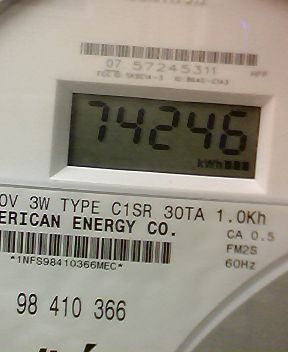 07 57245311
74246
kWh
0V 3W TYPE C1SR 30TA 1.0Kh
ERICAN ENERGY CO.
CA 0.5
FM2S
60Hz
*1NFS98410366MEC*
98 410 366